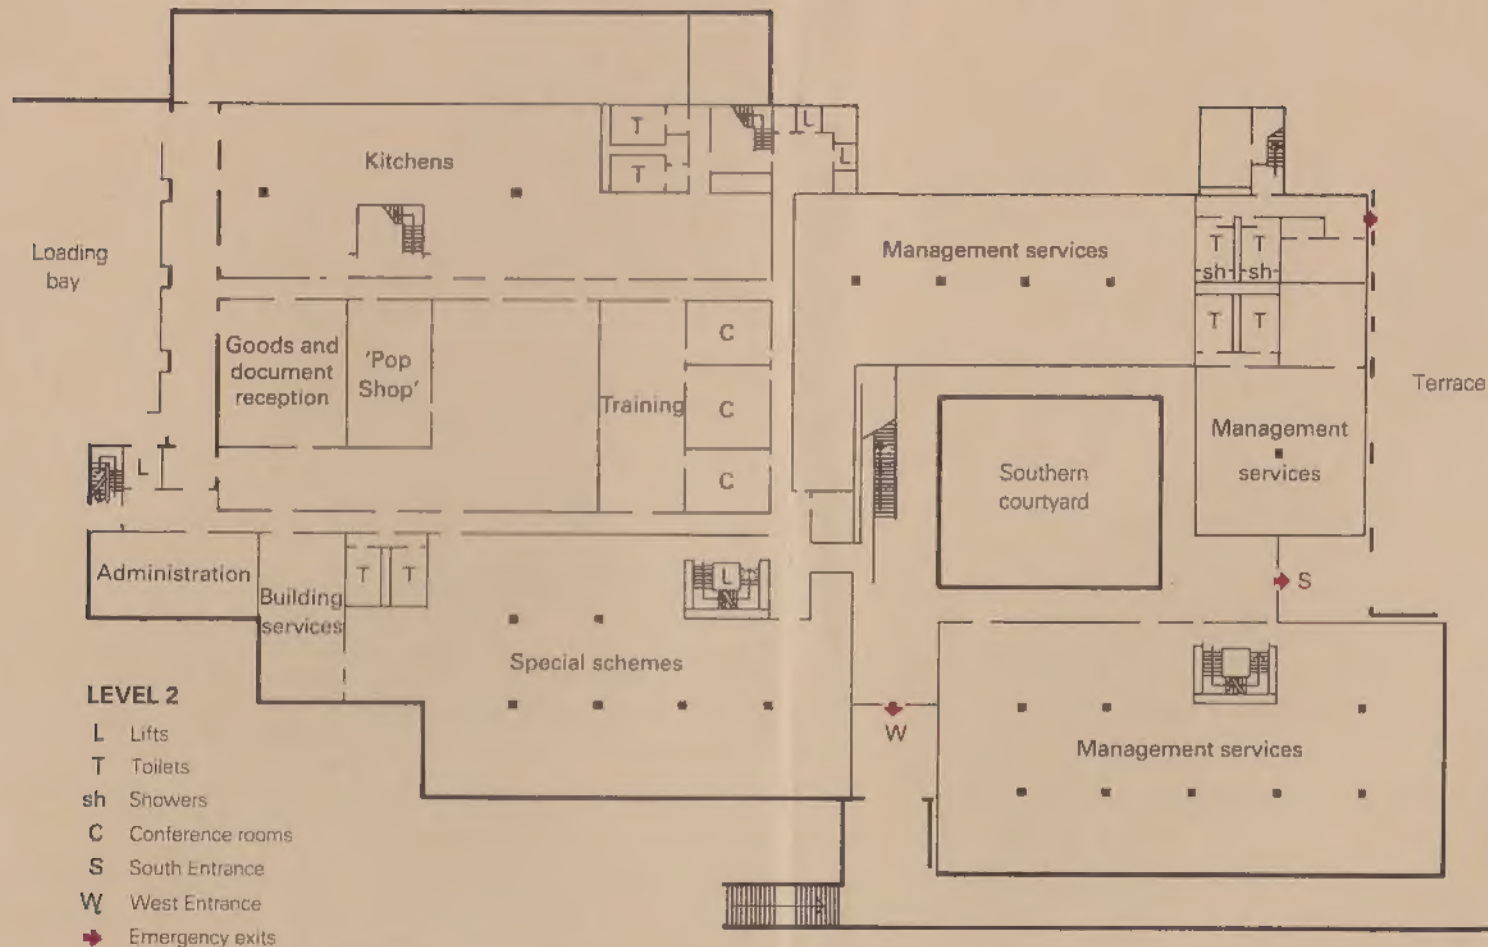 T
T
L
L
Kitchens
Loading
bay
Management services
T
T
sh
sh
T
T
Goods and
document
reception
'Pop
Shop'
Training
C
C
C
Terrace
Management
services
Southern
courtyard
L
Administration
Building
services
T
T
L
S
Special schemes
W
Management services
LEVEL 2
L Lifts
T Toilets
sh Showers
C Conference rooms
S South Entrance
W West Entrance
Emergency exits